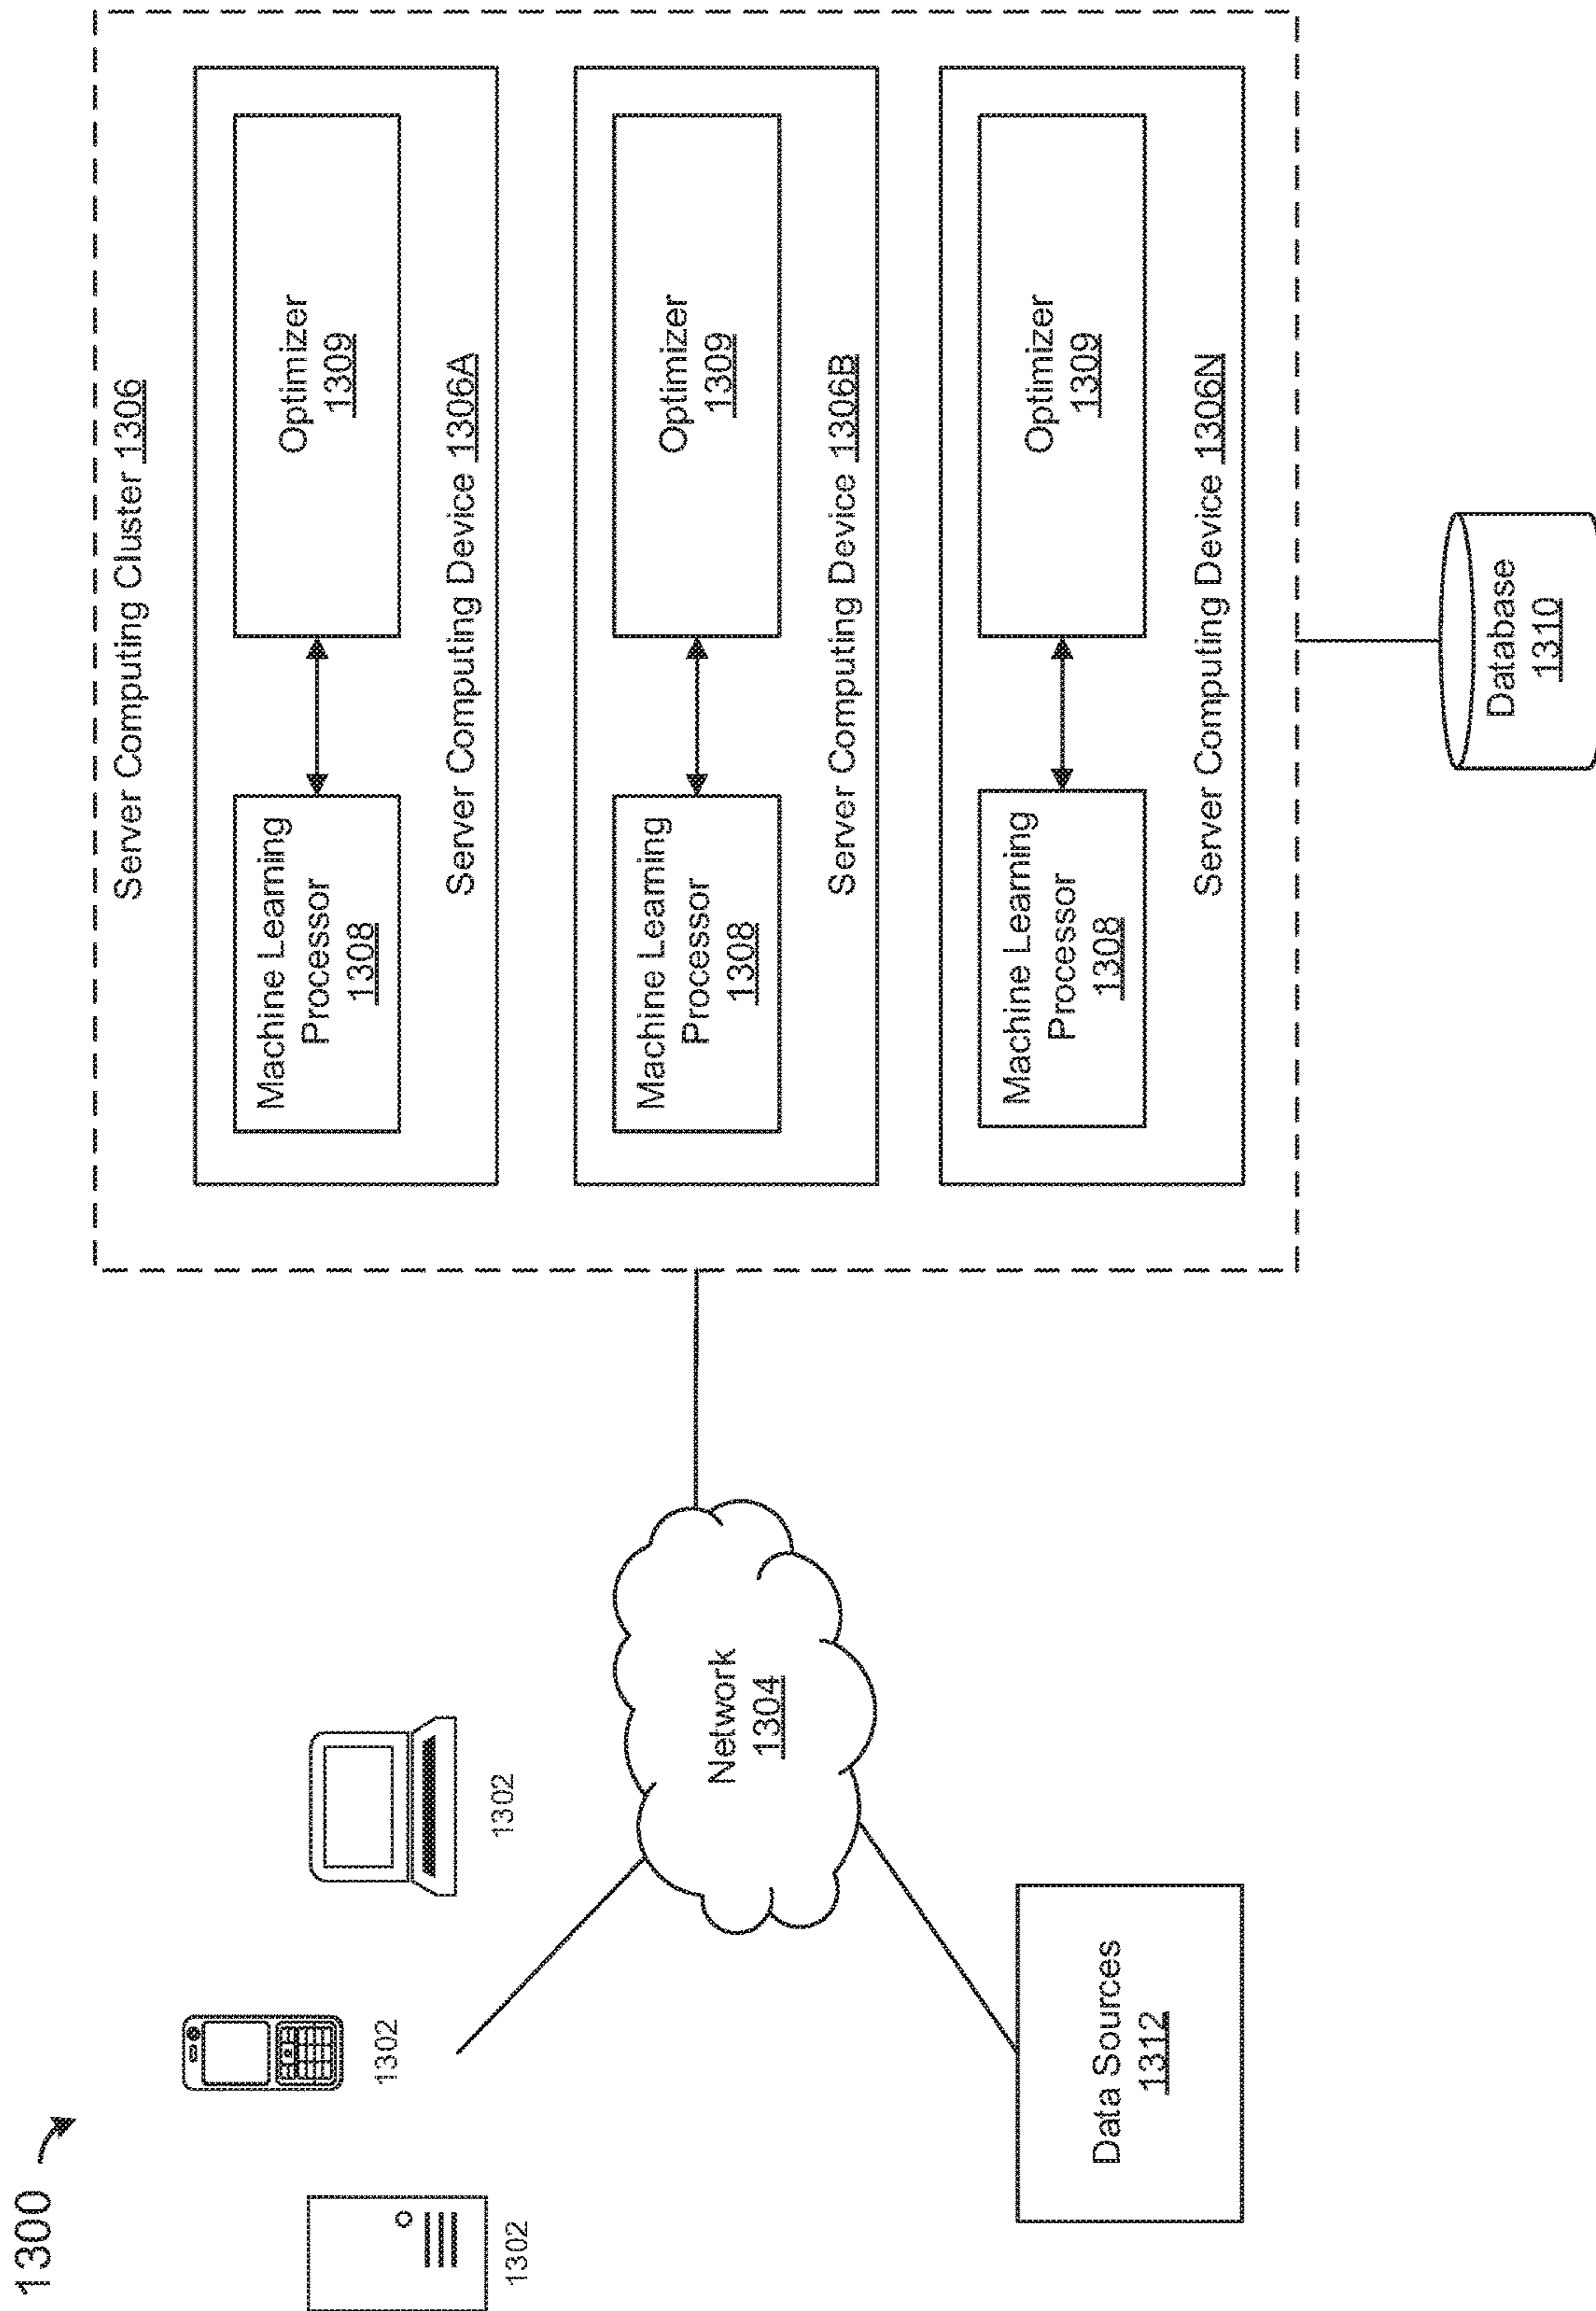 1300
1302
1302
1302
Network
1304
Data Sources
1312
Server Computing Cluster 1306
Machine Learning
Processor
1308
Optimizer
1309
Server Computing Device 1306A
Machine Learning
Processor
1308
Optimizer
1309
Server Computing Device 1306B
Machine Learning
Processor
1308
Optimizer
1309
Server Computing Device 1306N
Database
1310